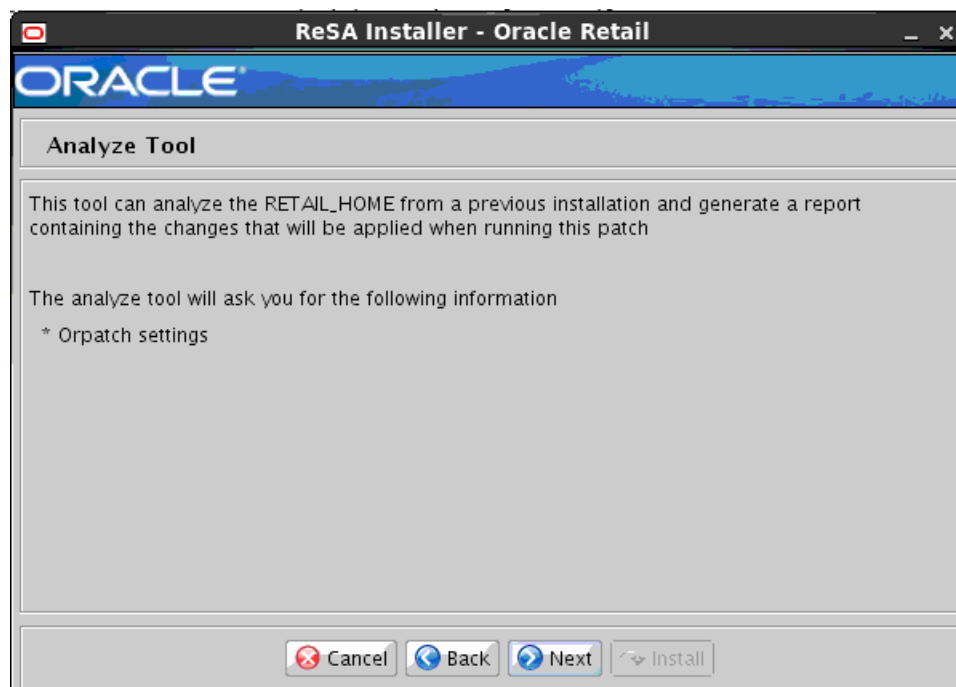 ReSA Installer - Oracle Retail
ORACLE
Analyze Tool
This tool can analyze the RETAIL_HOME from a previous installation and generate a report
containing the changes that will be applied when running this patch
The analyze tool will ask you for the following information
* Orpatch settings
Cancel Back Next Install